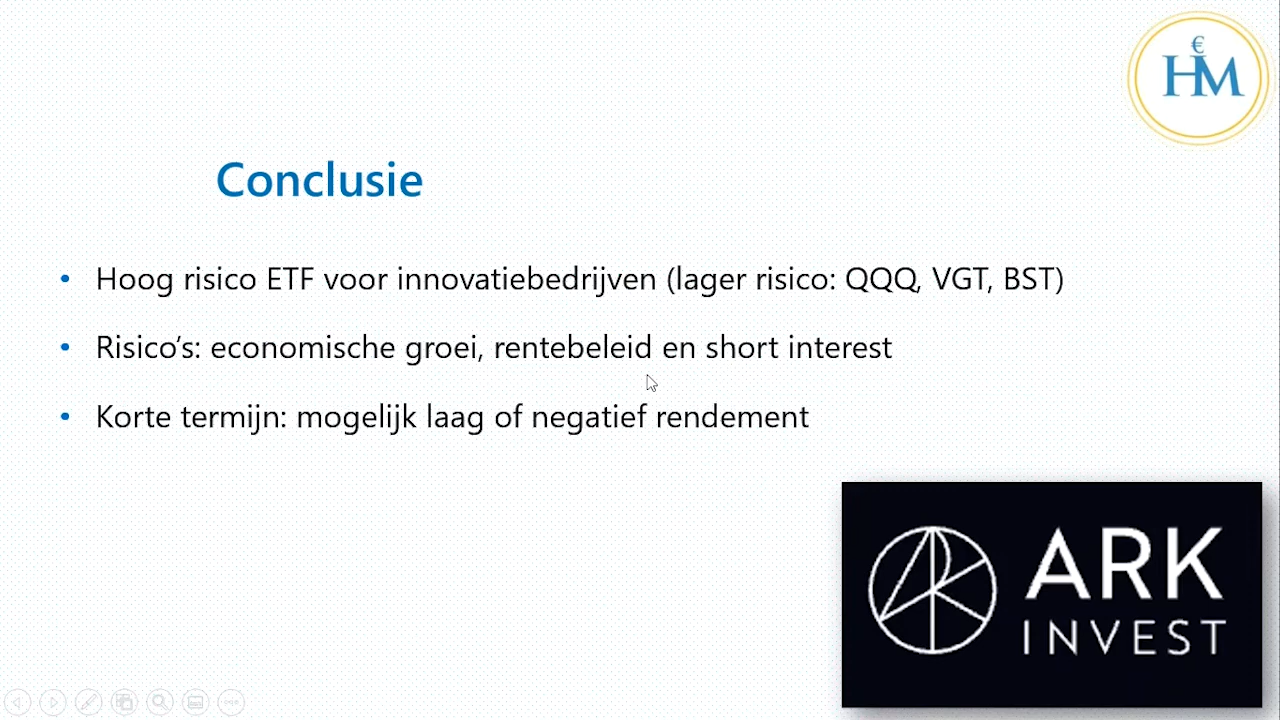 €
HM
Conclusie
• Hoog risico ETF voor innovatiebedrijven (lager risico: QQQ, VGT, BST)
• Risico’s: economische groei, rentebeleid en short interest
• Korte termijn: mogelijk laag of negatief rendement
ARK
INVEST